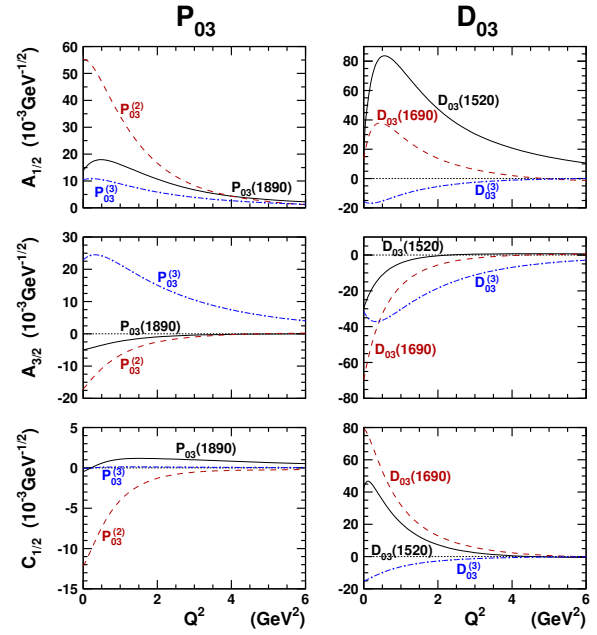 P03 D03
A1/2 (10-3GeV-1/2)
60
50
40
30
20
10
0
P03(2)
P03(1890)
P03(3)
100
80
60
40
20
0
-20
D03(1520)
D03(1690)
D03(3)
A3/2 (10-3GeV-1/2)
30
20
10
0
-10
-20
P03(3)
P03(1890)
P03(2)
20
0
-20
-40
-60
-80
D03(1520)
D03(3)
D03(1690)
C1/2 (10-3GeV-1/2)
5
0
-5
-10
-15
P03(1890)
P03(3)
P03(2)
0 2 4 6
Q2 (GeV2)
80
60
40
20
0
-20
D03(1690)
D03(1520)
D03(3)
0 2 4 6
Q2 (GeV2)